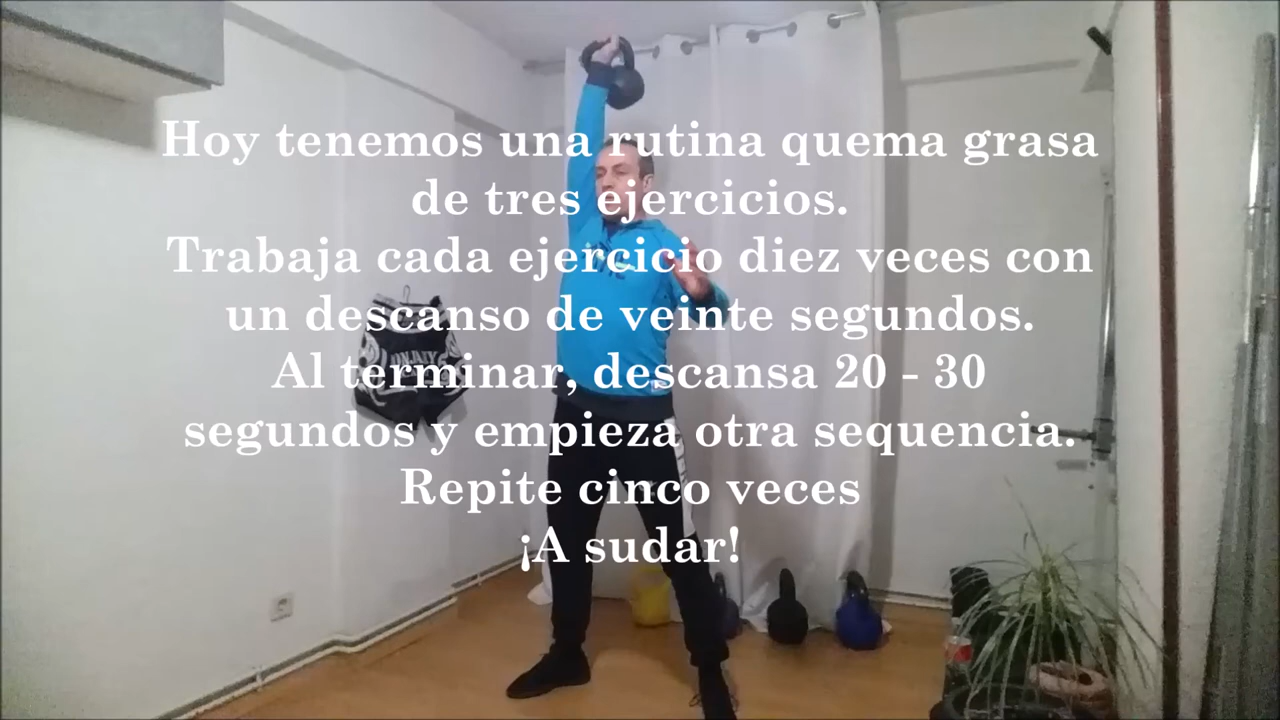 Hoy tenemos una rutina quema grasa
de tres ejercicios.
Trabaja cada ejercicio diez veces con
un descanso de veinte segundos.
Al terminar, descansa 20 - 30
segundos y empieza otra sequencia.
Repite cinco veces
¡A sudar!